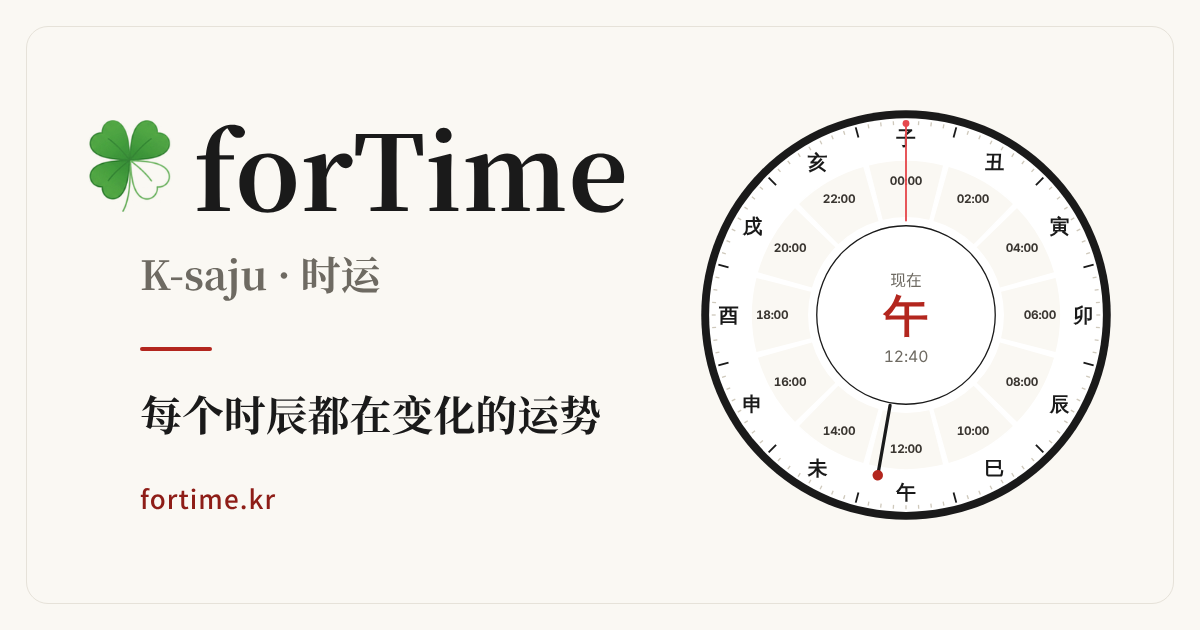 forTime
K-saju · 时运
每个时辰都在变化的运势
fortime.kr
子
丑
寅
卯
辰
巳
午
未
申
酉
戌
亥
00:00
02:00
04:00
06:00
08:00
10:00
12:00
14:00
16:00
18:00
20:00
22:00
现在
午
12:40